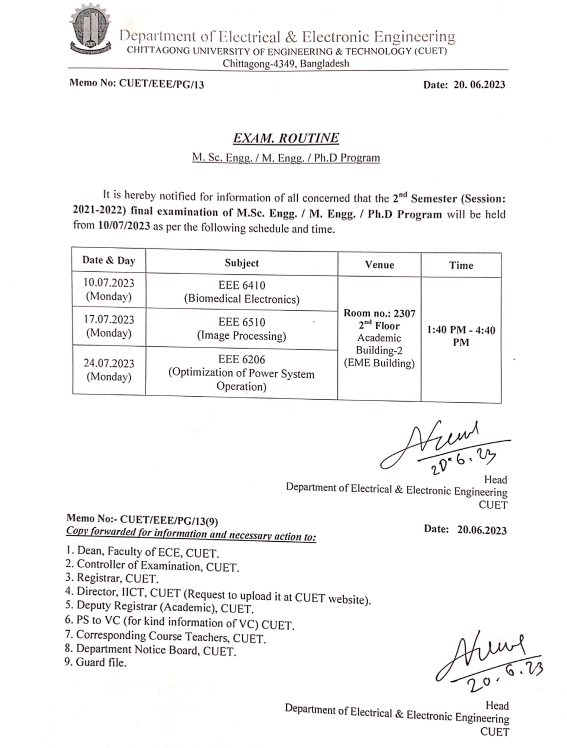 Department of Electrical & Electronic Engineering
CHITTAGONG UNIVERSITY OF ENGINEERING & TECHNOLOGY (CUET)
Chittagong-4349, Bangladesh
Memo No: CUET/EEE/PG/13 Date: 20. 06.2023
EXAM. ROUTINE
M. Sc. Engg. / M. Engg. / Ph.D Program
It is hereby notified for information of all concerned that the 2nd Semester (Session:
2021-2022) final examination of M.Sc. Engg. / M. Engg. / Ph.D Program will be held
from 10/07/2023 as per the following schedule and time.
Date & Day Subject Venue Time
10.07.2023
(Monday)
EEE 6410
(Biomedical Electronics)
17.07.2023
(Monday)
EEE 6510
(Image Processing)
24.07.2023
(Monday)
EEE 6206
(Optimization of Power System
Operation)
Room no.: 2307
2nd Floor
Academic
Building-2
(EME Building)
1:40 PM - 4:40
PM
20.6.23
Head
Department of Electrical & Electronic Engineering
CUET
Memo No:- CUET/EEE/PG/13(9) Date: 20.06.2023
Copy forwarded for information and necessary action to:
1. Dean, Faculty of ECE, CUET.
2. Controller of Examination, CUET.
3. Registrar, CUET.
4. Director, IICT, CUET (Request to upload it at CUET website).
5. Deputy Registrar (Academic), CUET.
6. PS to VC (for kind information of VC) CUET.
7. Corresponding Course Teachers, CUET.
8. Department Notice Board, CUET.
9. Guard file.
20.6.23
Head
Department of Electrical & Electronic Engineering
CUET